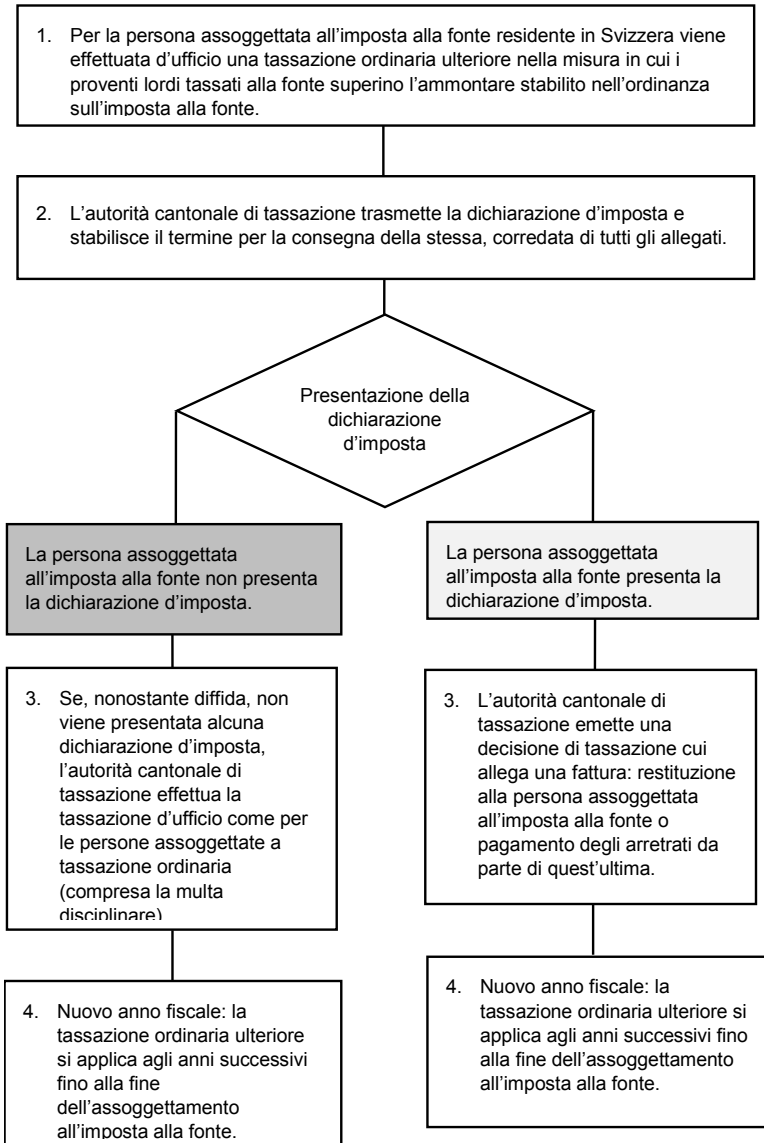 1. Per la persona assoggettata all’imposta alla fonte residente in Svizzera viene
effettuata d’ufficio una tassazione ordinaria ulteriore nella misura in cui i
proventi lordi tassati alla fonte superino l’ammontare stabilito nell’ordinanza
sull’imposta alla fonte.
2. L’autorità cantonale di tassazione trasmette la dichiarazione d’imposta e
stabilisce il termine per la consegna della stessa, corredata di tutti gli allegati.
Presentazione della
dichiarazione
d’imposta
La persona assoggettata
all’imposta alla fonte non presenta
la dichiarazione d’imposta.
3. Se, nonostante diffida, non
viene presentata alcuna
dichiarazione d’imposta,
l’autorità cantonale di
tassazione effettua la
tassazione d’ufficio come per
le persone assoggettate a
tassazione ordinaria
(compresa la multa
disciplinare)
4. Nuovo anno fiscale: la
tassazione ordinaria ulteriore
si applica agli anni successivi
fino alla fine
dell’assoggettamento
all’imposta alla fonte.
La persona assoggettata
all’imposta alla fonte presenta la
dichiarazione d’imposta.
3. L’autorità cantonale di
tassazione emette una
decisione di tassazione cui
allega una fattura: restituzione
alla persona assoggettata
all’imposta alla fonte o
pagamento degli arretrati da
parte di quest’ultima.
4. Nuovo anno fiscale: la
tassazione ordinaria ulteriore si
applica agli anni successivi fino
alla fine dell’assoggettamento
all’imposta alla fonte.